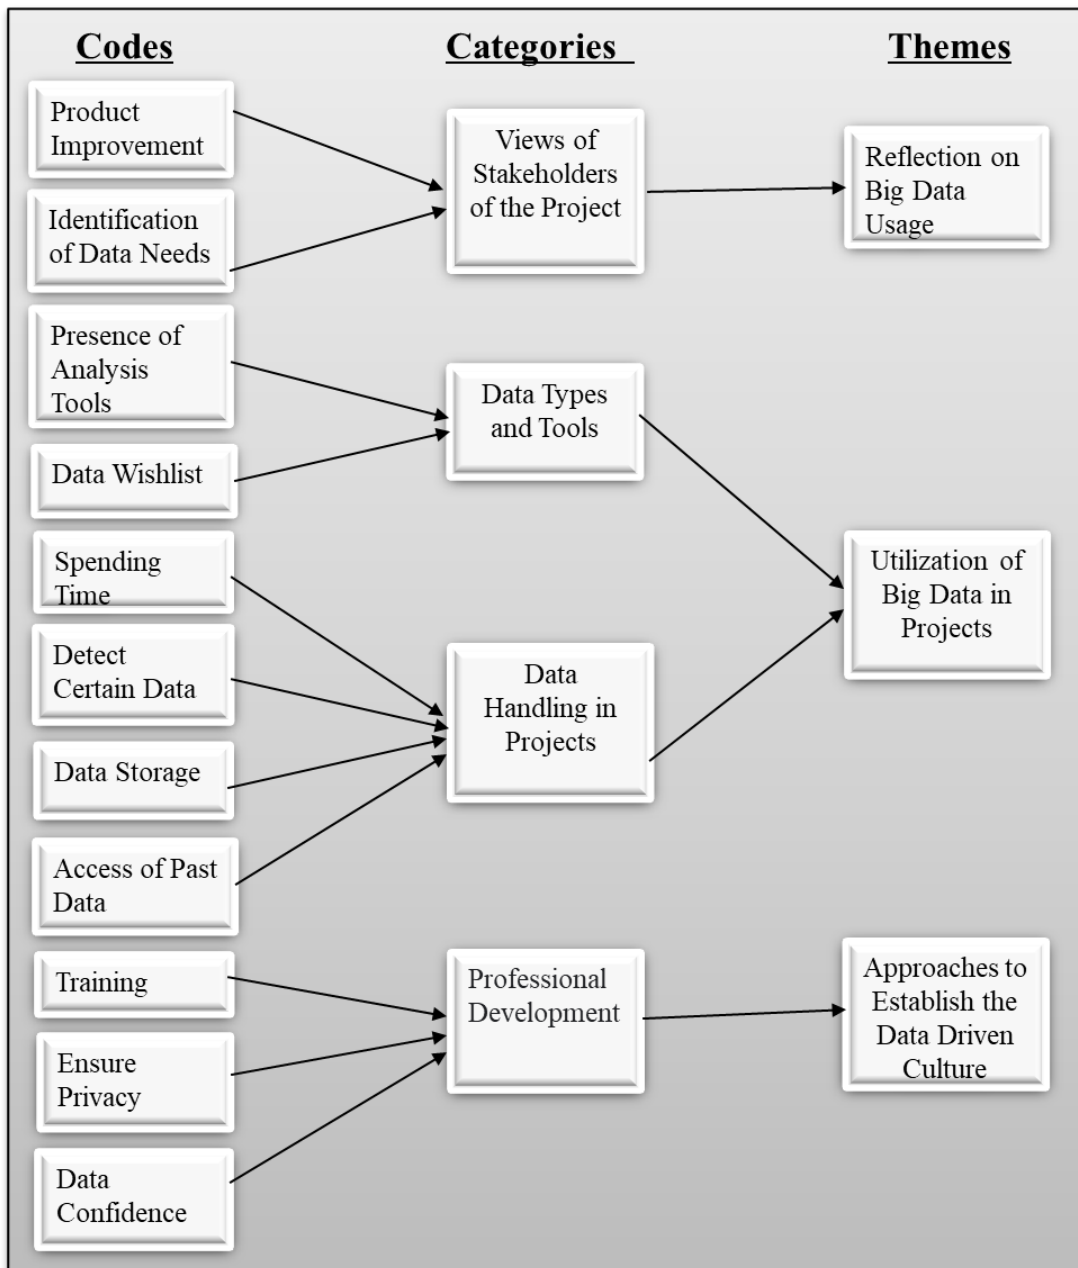 Codes
Categories
Themes
Product
Improvement
Identification
of Data Needs
Presence of
Analysis
Tools
Data Wishlist
Spending
Time
Detect
Certain Data
Data Storage
Access of Past
Data
Training
Ensure
Privacy
Data
Confidence
Views of
Stakeholders
of the Project
Data Types
and Tools
Data
Handling in
Projects
Professional
Development
Reflection on
Big Data
Usage
Utilization of
Big Data in
Projects
Approaches to
Establish the
Data Driven
Culture